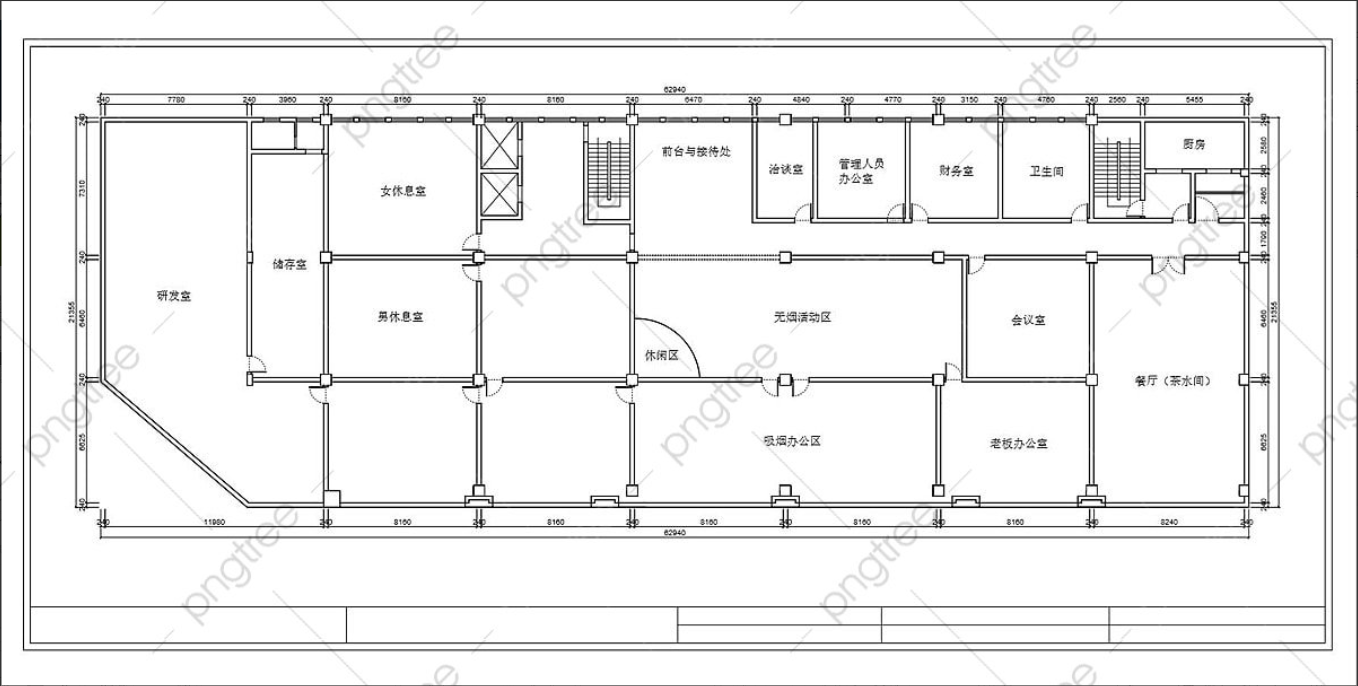 62940
240 7780 240 3960 240 8160 240 8160 240 6470 240 4840 240 4770 240 3150 240 4760 240 2560 240 5455 240
240 7310 240 6460 240 6625 240
21355
女休息室
前台与接待处
洽谈室
管理人员
办公室
财务室
卫生间
厨房
储存室
研发室
男休息室
无烟活动区
会议室
休闲区
餐厅（茶水间）
吸烟办公区
老板办公室
240 2580 240 2460 240 1790 240 6460 240 6625 240
21355
240 11980 240 8160 240 8160 240 8160 240 8160 240 8160 240 8240 240
62940
pngtree
pngtree
pngtree
pngtree
pngtree
pngtree
pngtree
pngtree
pngtree
pngtree